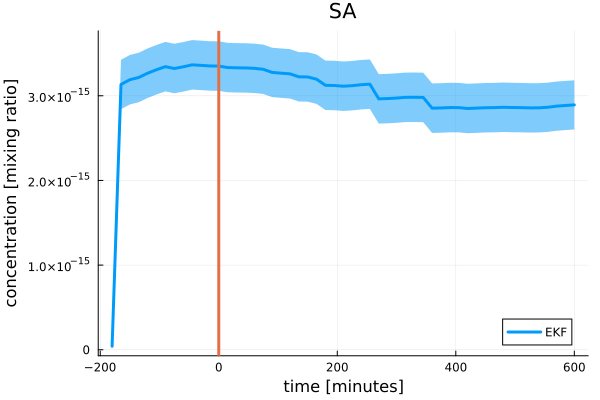 SA
concentration [mixing ratio]
3.0×10⁻¹⁵
2.0×10⁻¹⁵
1.0×10⁻¹⁵
0
−200 0 200 400 600
time [minutes]
EKF